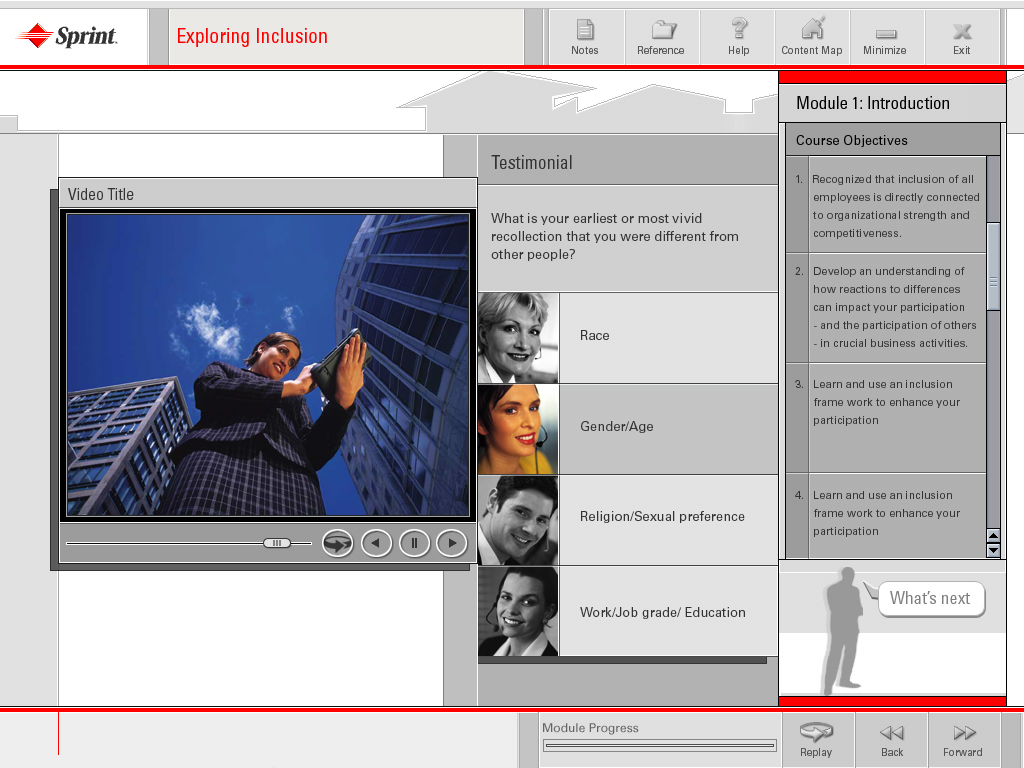 Sprint.
Exploring Inclusion
Notes
Reference
Help
Content Map
Minimize
Exit
Module 1: Introduction
Course Objectives
1. Recognized that inclusion of all
employees is directly connected
to organizational strength and
competitiveness.
2. Develop an understanding of
how reactions to differences
can impact your participation
- and the participation of others
- in crucial business activities.
3. Learn and use an inclusion
frame work to enhance your
participation
4. Learn and use an inclusion
frame work to enhance your
participation
What's next
Testimonial
What is your earliest or most vivid
recollection that you were different from
other people?
Race
Gender/Age
Religion/Sexual preference
Work/Job grade/ Education
Video Title
Module Progress
Replay
Back
Forward